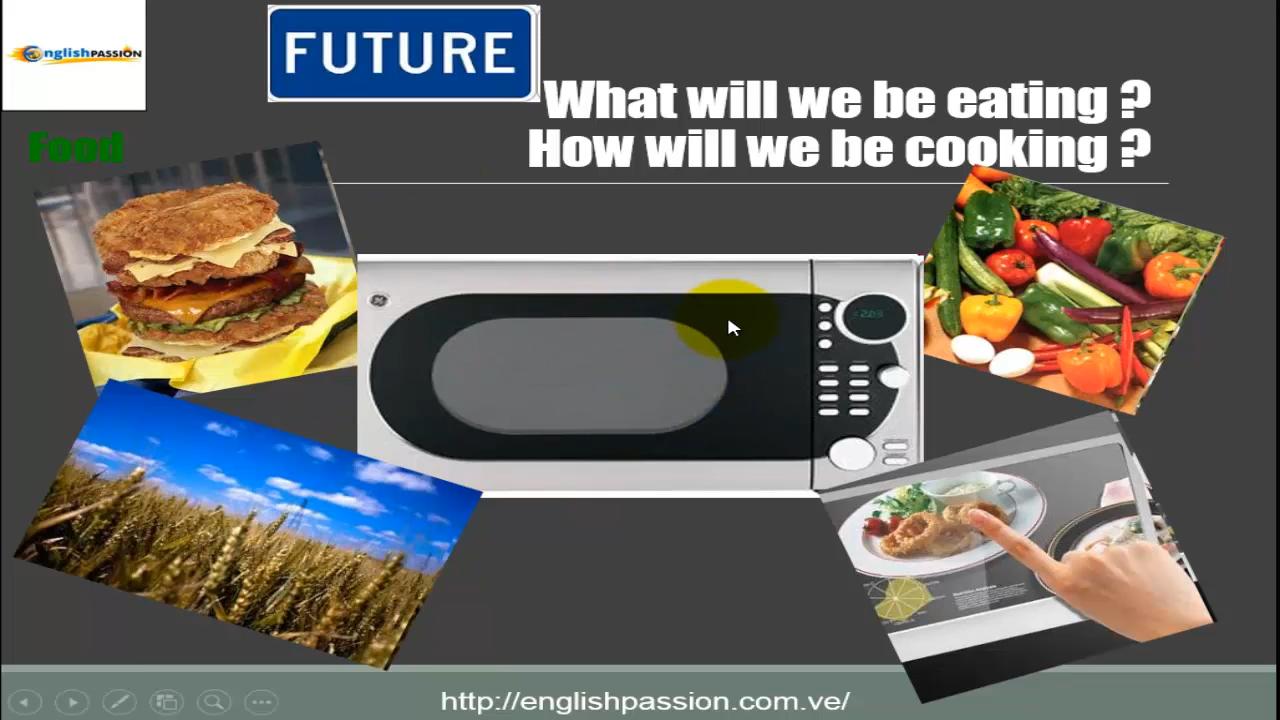 EnglishPASSION
FUTURE
What will we be eating ?
How will we be cooking ?
Food
http://englishpassion.com.ve/